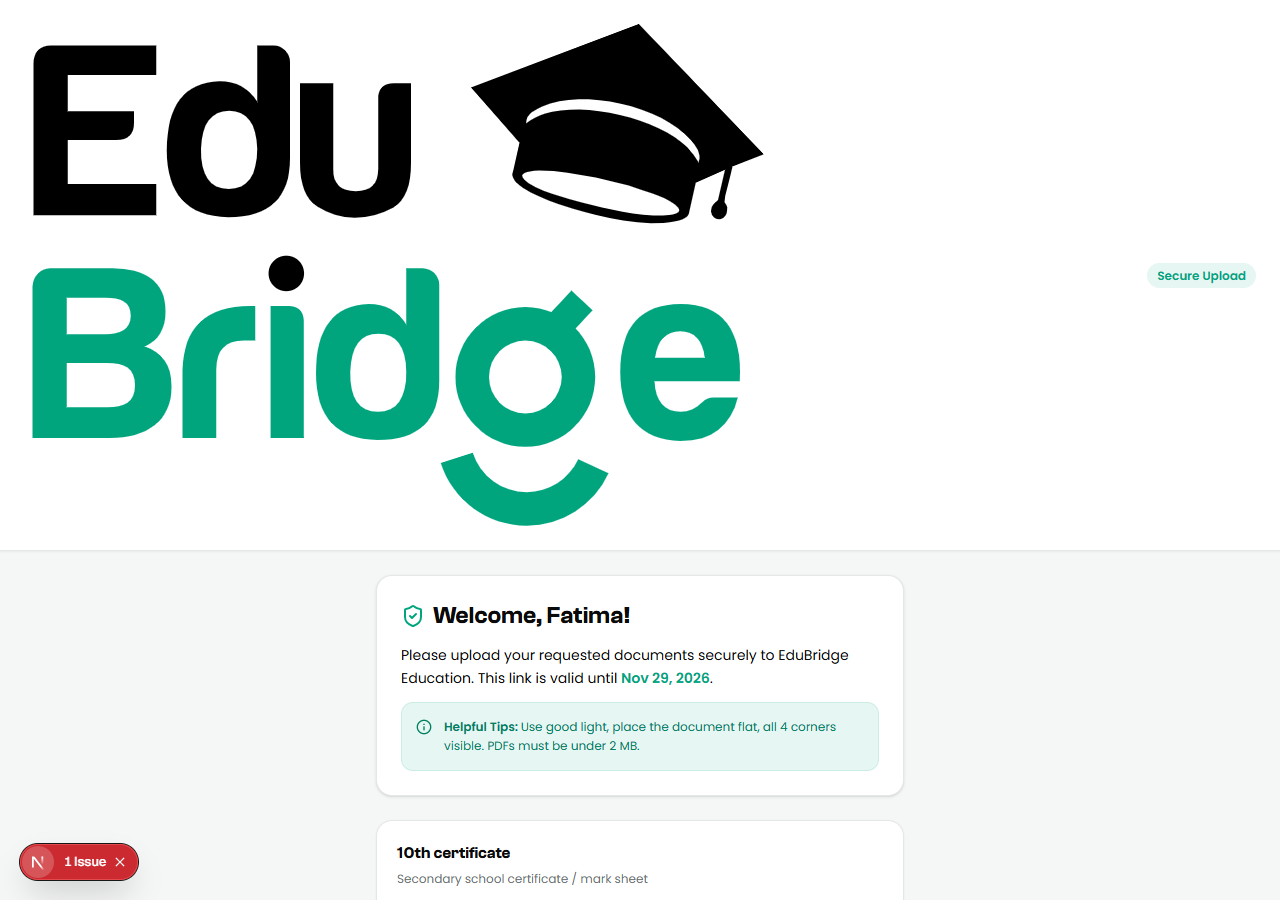 Edu
Bridge
Secure Upload
Welcome, Fatima!
Please upload your requested documents securely to EduBridge
Education. This link is valid until Nov 29, 2026.
Helpful Tips: Use good light, place the document flat, all 4 corners
visible. PDFs must be under 2 MB.
10th certificate
Secondary school certificate / mark sheet
N 1 Issue